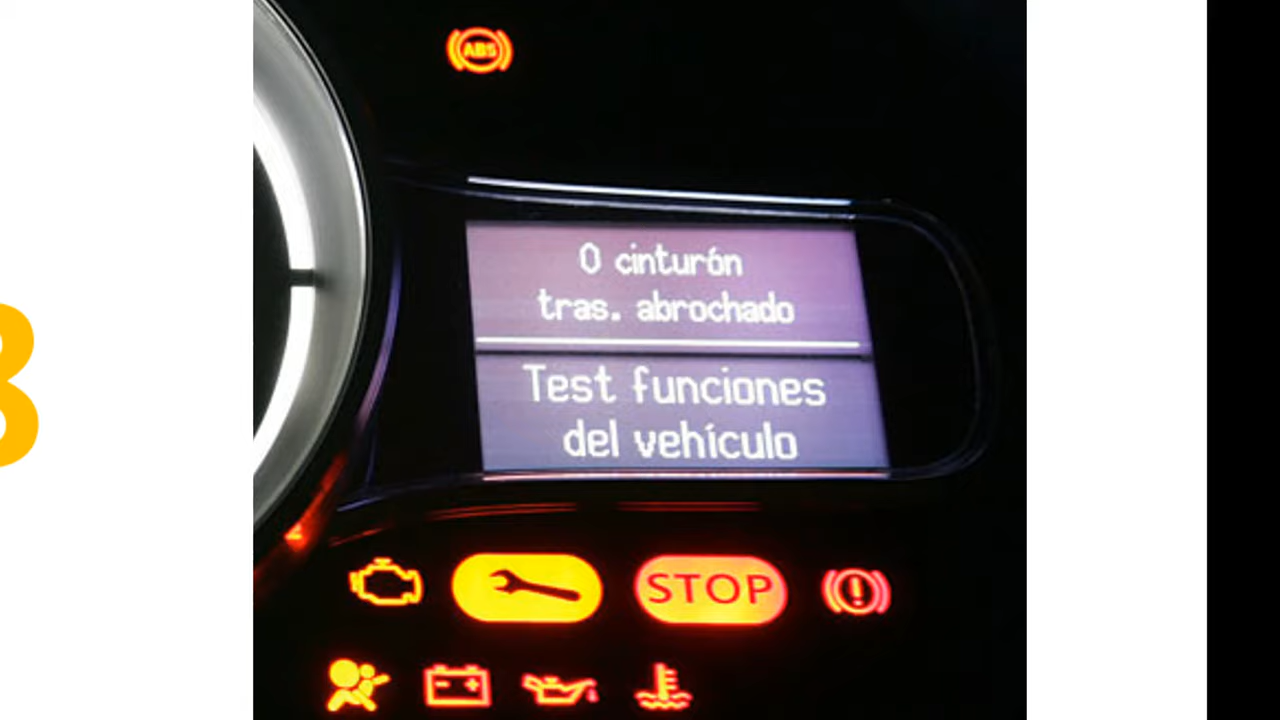 ABS
0 cinturón
tras. abrochado
Test funciones
del vehículo
STOP